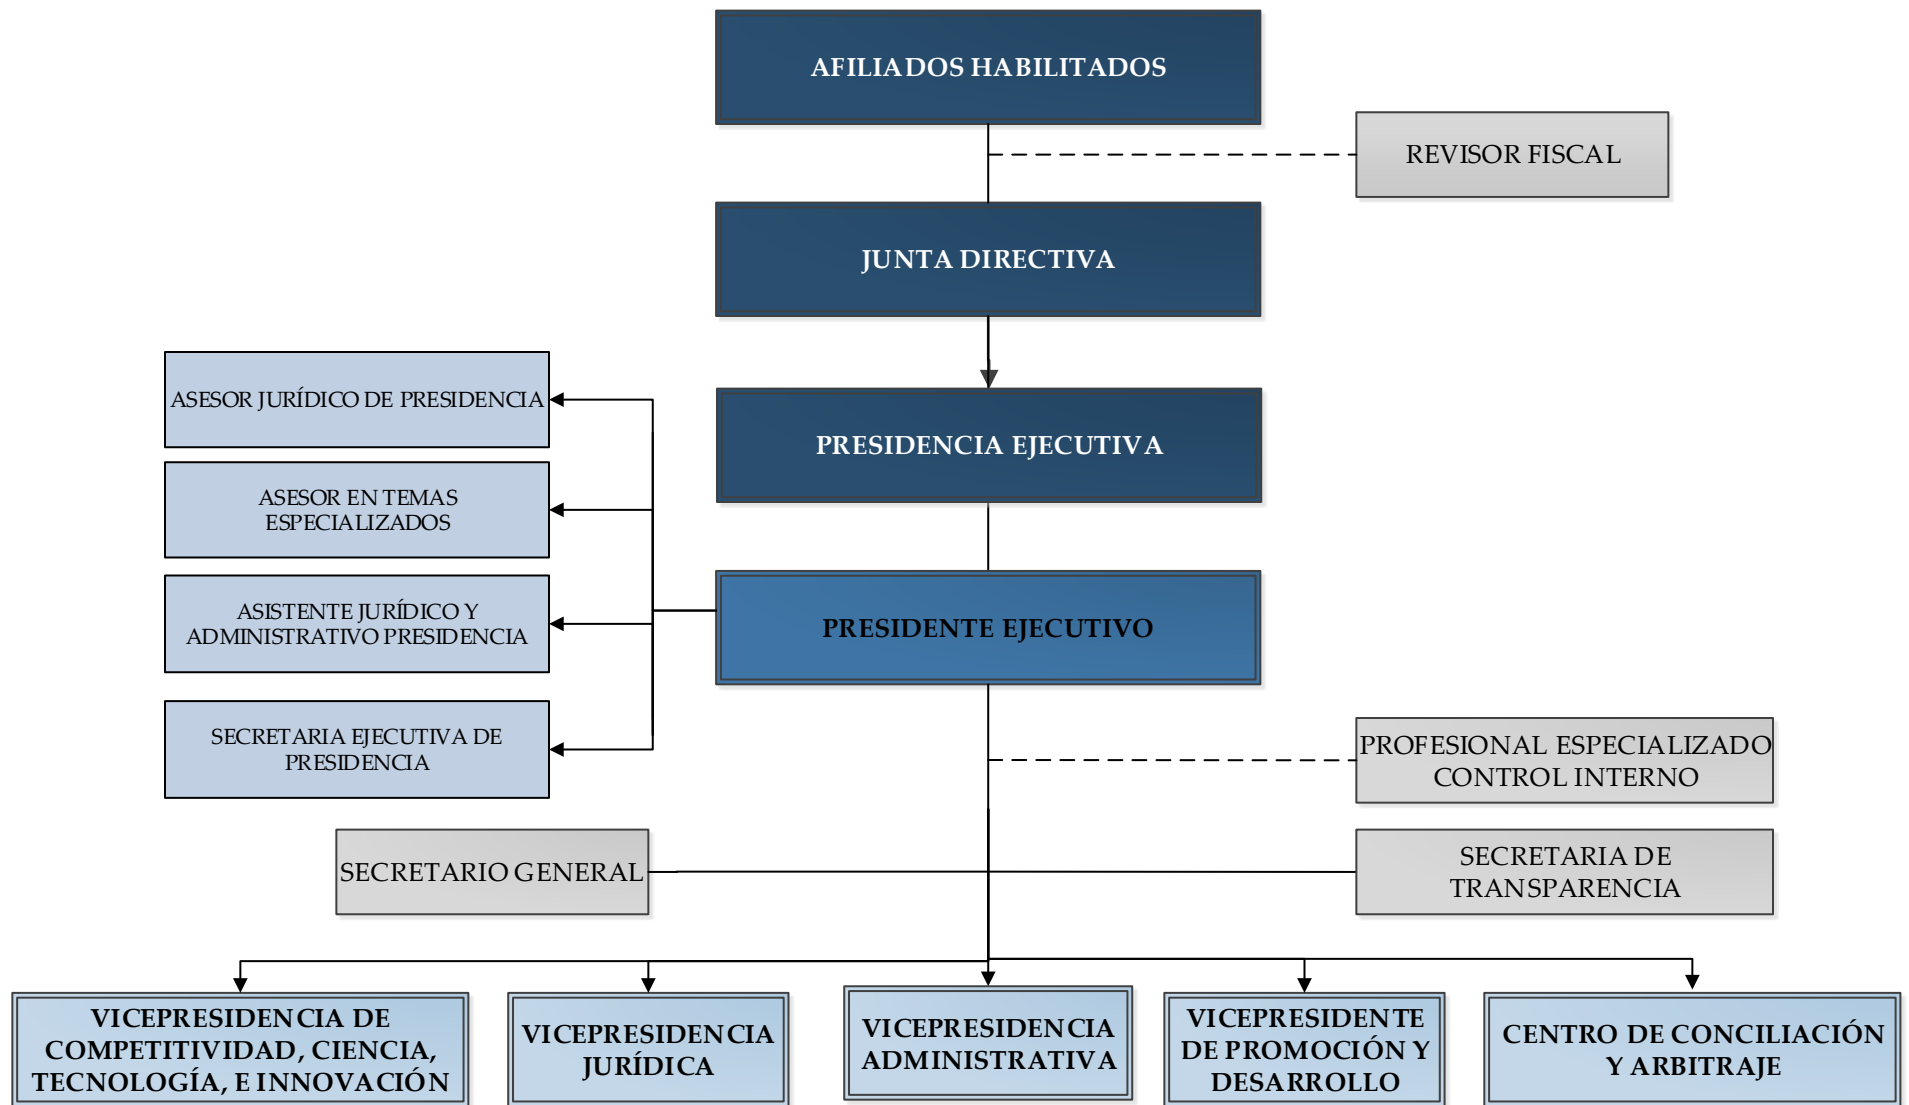 AFILIADOS HABILITADOS
REVISOR FISCAL
JUNTA DIRECTIVA
ASESOR JURÍDICO DE PRESIDENCIA
PRESIDENCIA EJECUTIVA
ASESOR EN TEMAS
ESPECIALIZADOS
ASISTENTE JURÍDICO Y
ADMINISTRATIVO PRESIDENCIA
PRESIDENTE EJECUTIVO
SECRETARIA EJECUTIVA DE
PRESIDENCIA
PROFESIONAL ESPECIALIZADO
CONTROL INTERNO
SECRETARIO GENERAL
SECRETARIA DE
TRANSPARENCIA
VICEPRESIDENCIA DE
COMPETITIVIDAD, CIENCIA,
TECNOLOGÍA, E INNOVACIÓN
VICEPRESIDENCIA
JURÍDICA
VICEPRESIDENCIA
ADMINISTRATIVA
VICEPRESIDENTE
DE PROMOCIÓN Y
DESARROLLO
CENTRO DE CONCILIACIÓN
Y ARBITRAJE